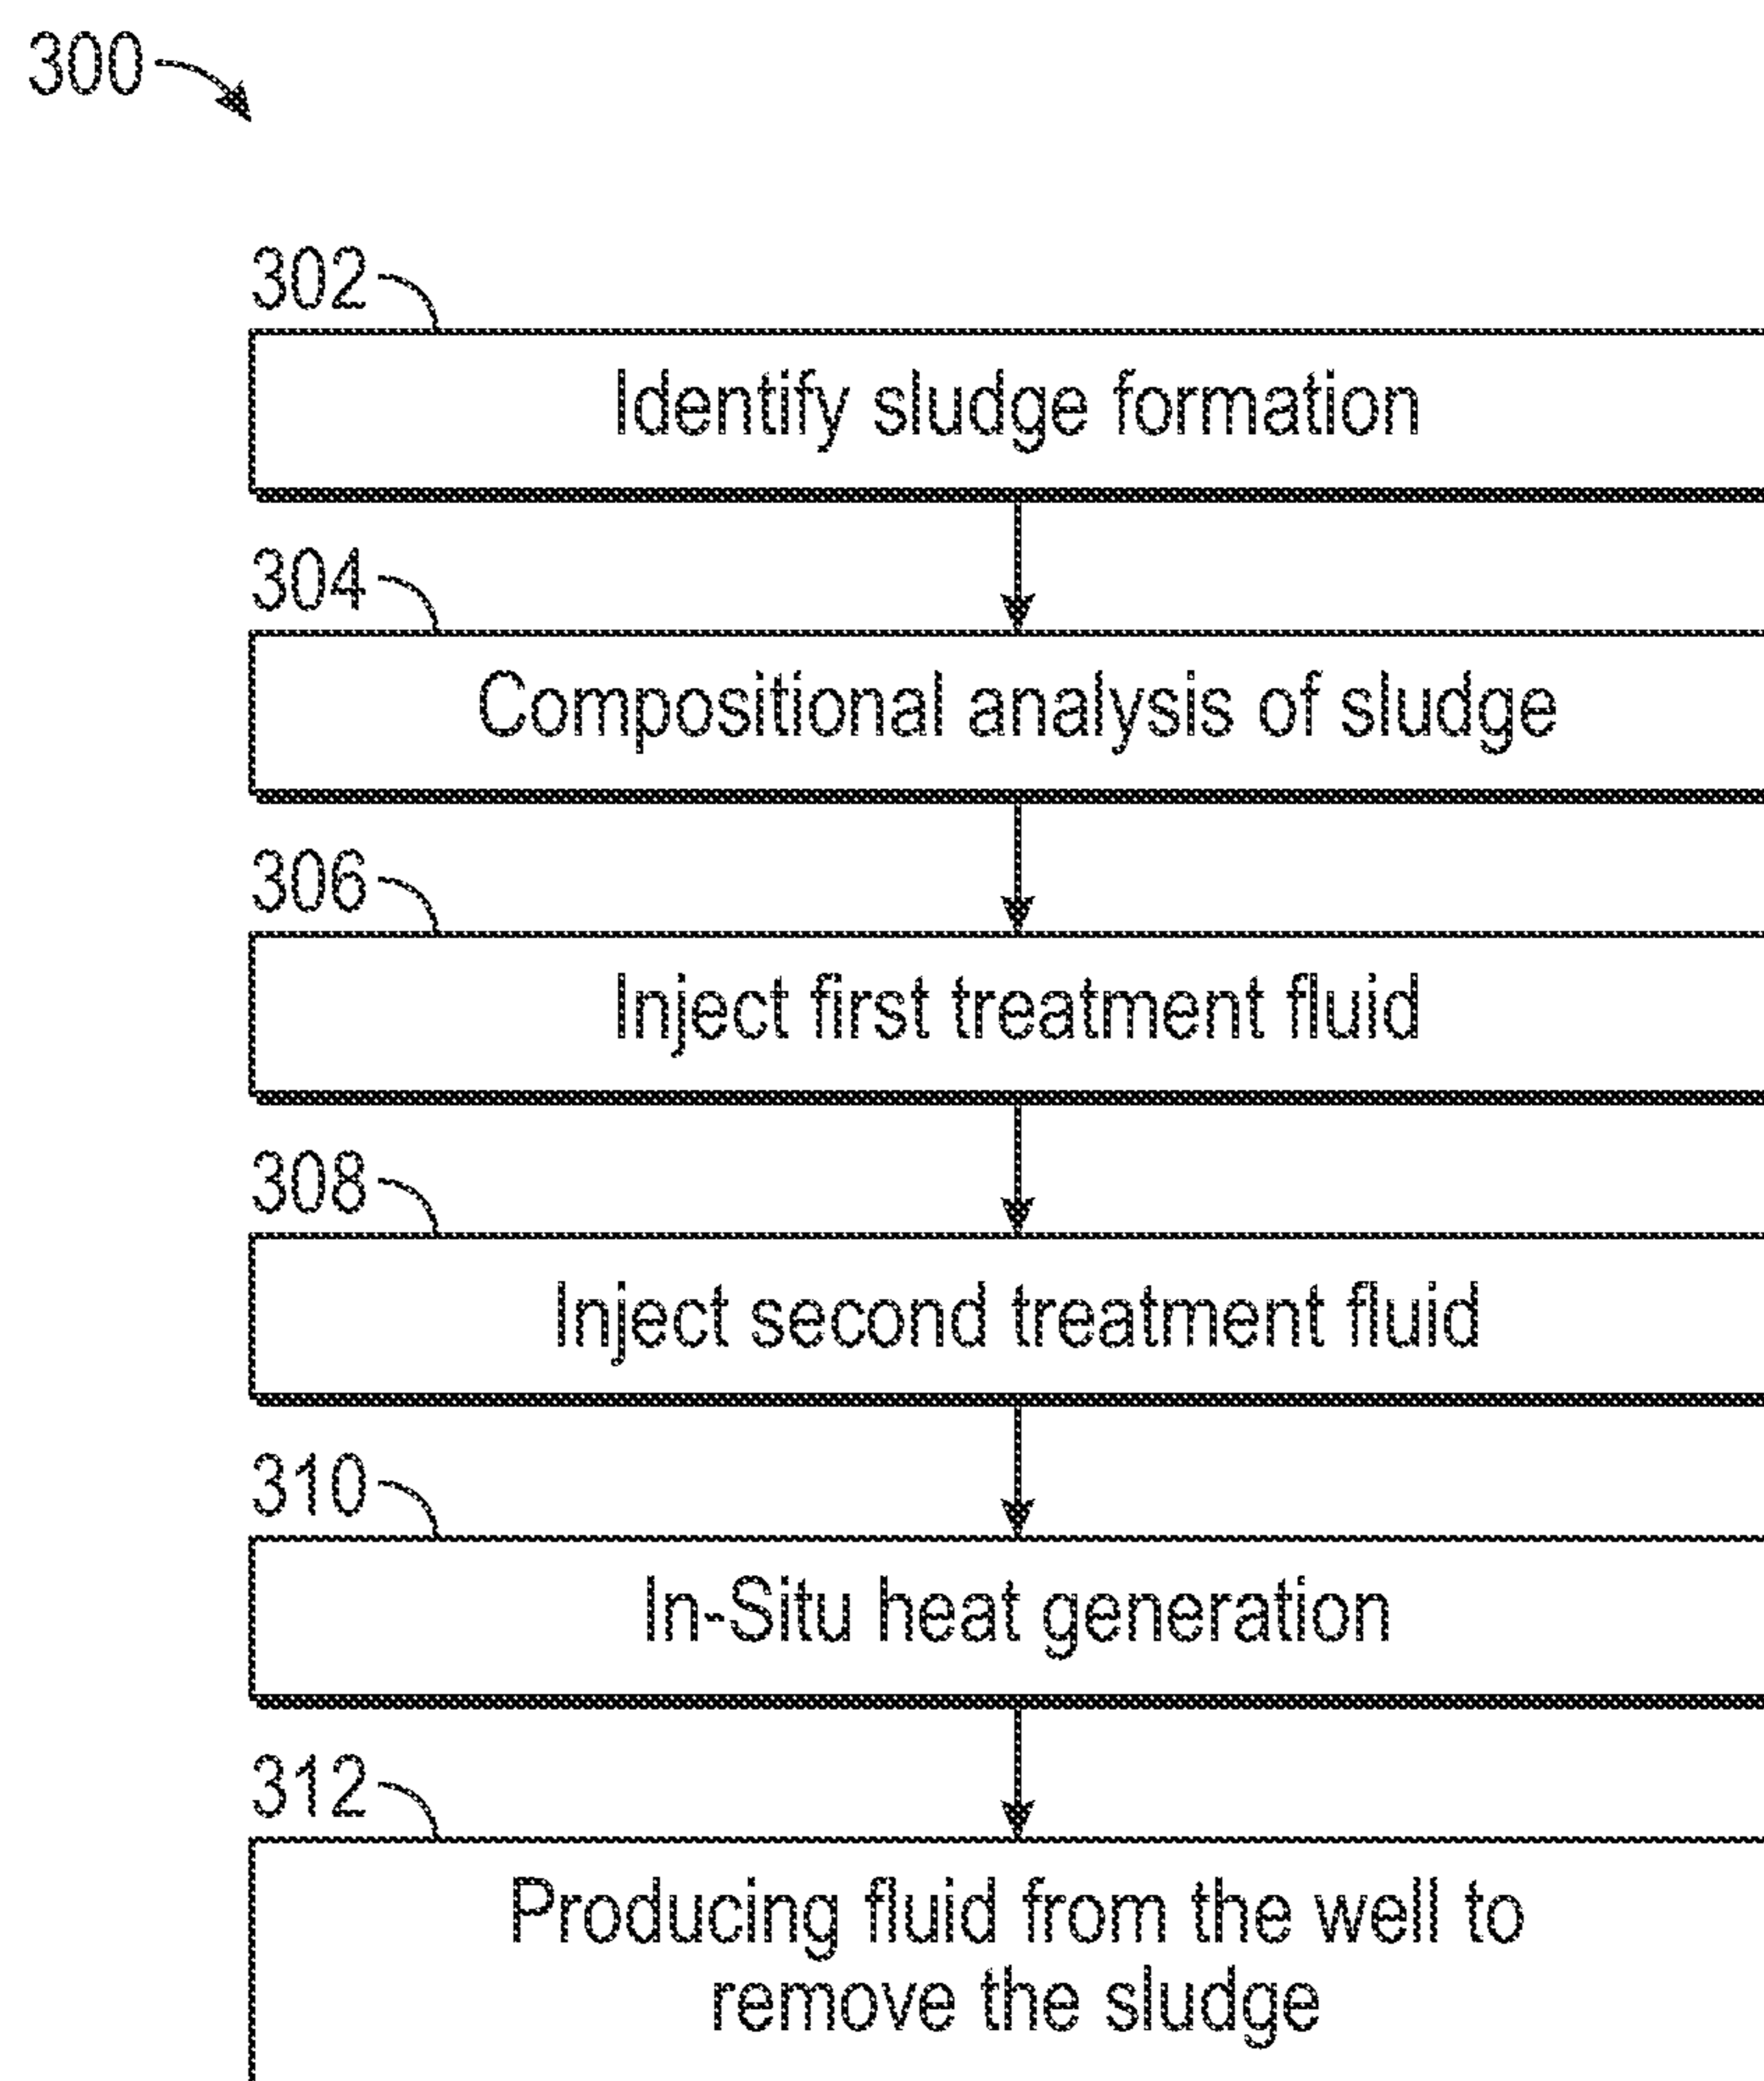 300
302
Identify sludge formation
304
Compositional analysis of sludge
306
Inject first treatment fluid
308
Inject second treatment fluid
310
In-Situ heat generation
312
Producing fluid from the well to
remove the sludge